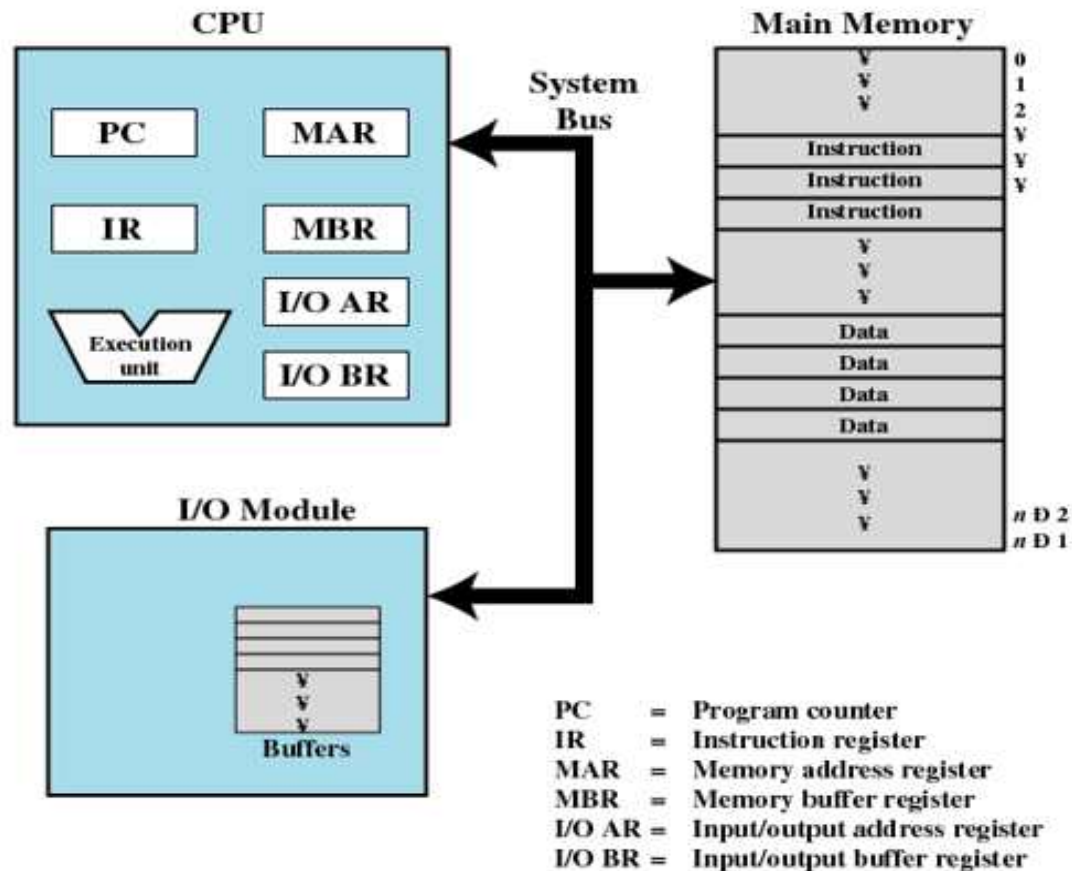 CPU
PC
MAR
IR
MBR
I/O AR
I/O BR
Execution
unit
System
Bus
Main Memory
¥
¥
¥
Instruction
Instruction
Instruction
¥
¥
¥
Data
Data
Data
Data
¥
¥
¥
0
1
2
¥
¥
¥
n Ð 2
n Ð 1
I/O Module
¥
¥
¥
Buffers
PC = Program counter
IR = Instruction register
MAR = Memory address register
MBR = Memory buffer register
I/O AR = Input/output address register
I/O BR = Input/output buffer register